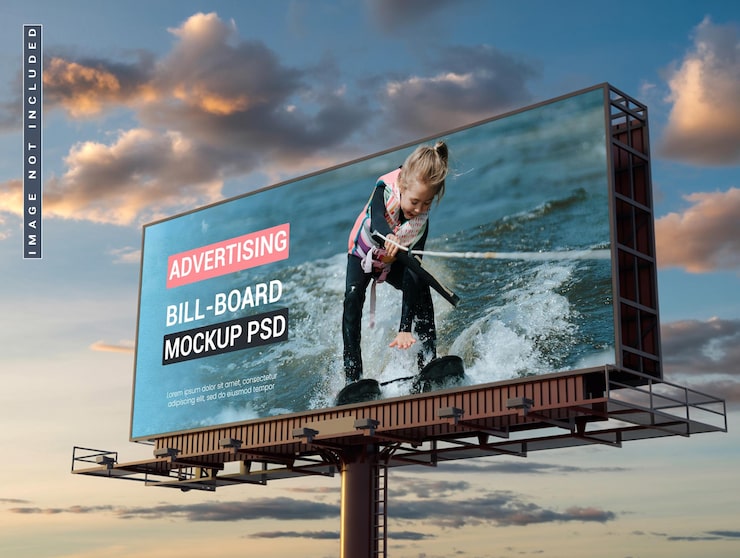 IMAGE NOT INCLUDED
ADVERTISING
BILL-BOARD
MOCKUP PSD
Lorem ipsum dolor sit amet, consectetur
adipiscing elit, sed do eiusmod tempor